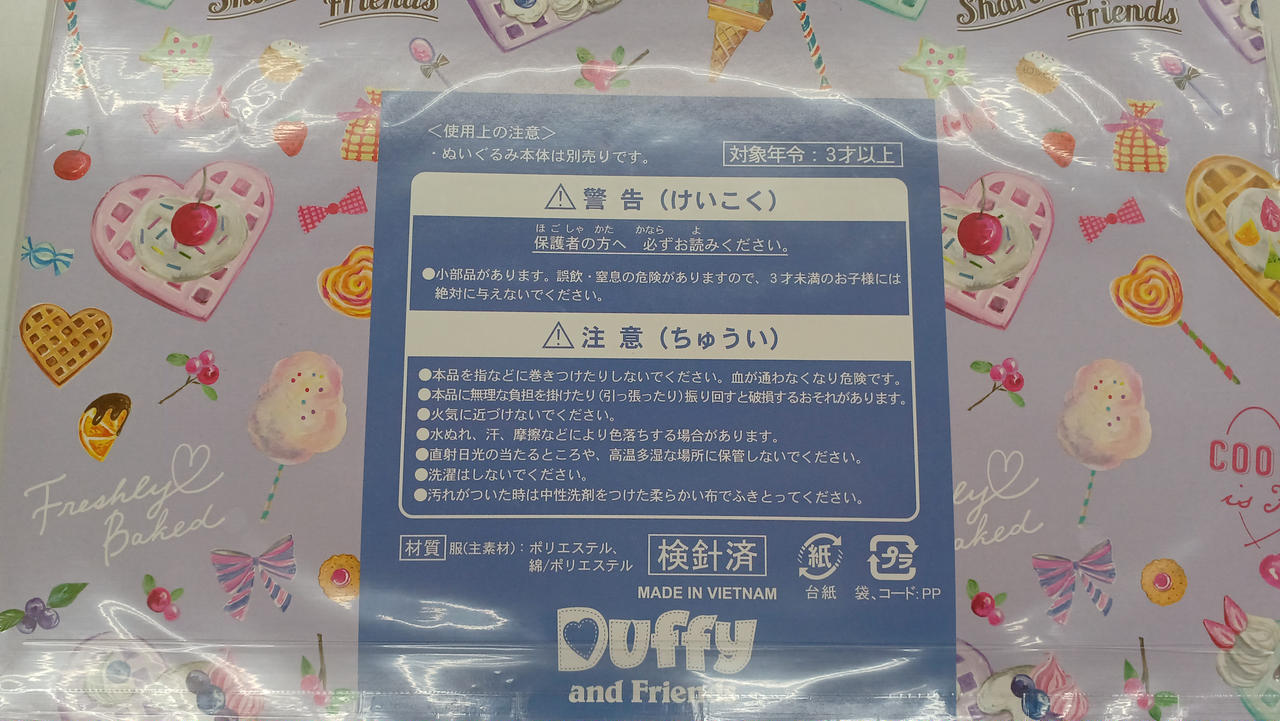 Friends
Share
Friends
＜使用上の注意＞
・ぬいぐるみ本体は別売りです。
対象年令：3才以上
⚠警告（けいこく）
ほごしゃ かた かなら よ
保護者の方へ 必ずお読みください。
●小部品があります。誤飲・窒息の危険がありますので、3才未満のお子様には
絶対に与えないでください。
⚠注意（ちゅうい）
●本品を指などに巻きつけたりしないでください。血が通わなくなり危険です。
●本品に無理な負担を掛けたり（引っ張ったり）振り回すと破損するおそれがあります。
●火気に近づけないでください。
●水ぬれ、汗、摩擦などにより色落ちする場合があります。
●直射日光の当たるところや、高温多湿な場所に保管しないでください。
●洗濯はしないでください。
●汚れがついた時は中性洗剤をつけた柔らかい布でふきとってください。
材質 服（主素材）：ポリエステル、
綿/ポリエステル
検針済
紙
プラ
MADE IN VIETNAM
台紙 袋、コード：PP
Duffy
and Friends
Freshly
Baked
Baked
COO
is